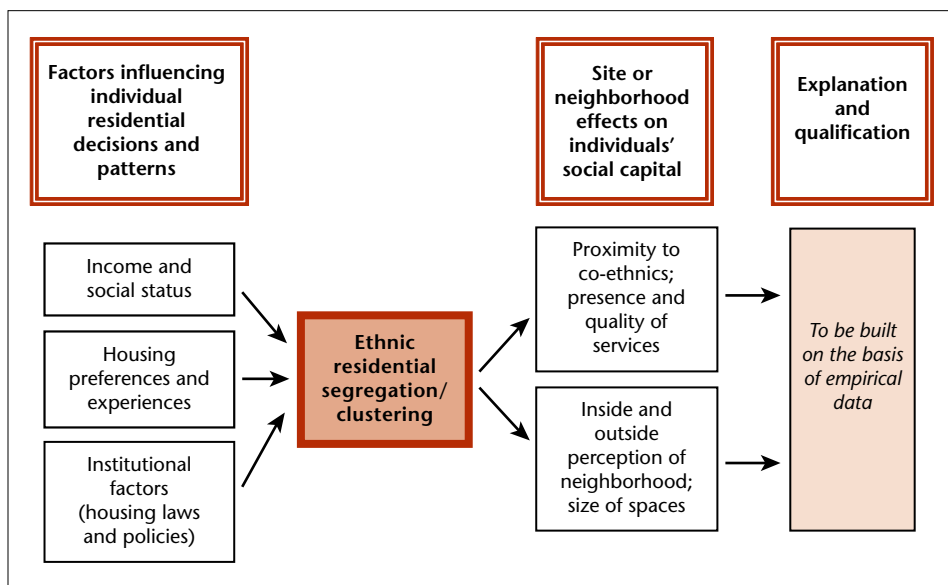 Factors influencing
individual
residential
decisions and
patterns
Site or
neighborhood
effects on
individuals’
social capital
Explanation
and
qualification
Income and
social status
Housing
preferences and
experiences
Institutional
factors
(housing laws
and policies)
Ethnic
residential
segregation/
clustering
Proximity to
co-ethnics;
presence and
quality of
services
Inside and
outside
perception of
neighborhood;
size of spaces
To be built
on the basis
of empirical
data